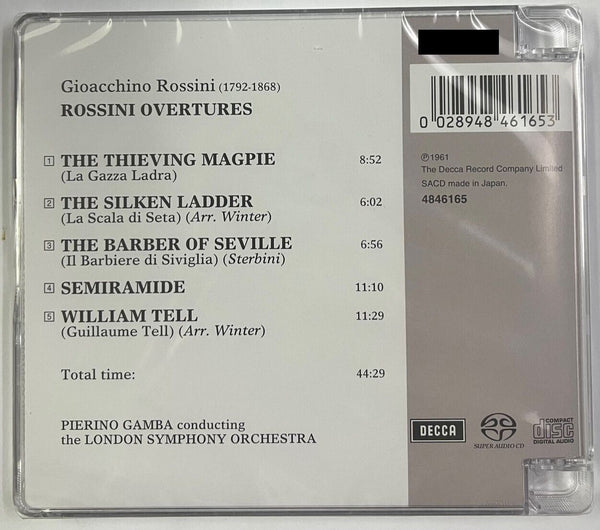 Gioacchino Rossini (1792-1868)
ROSSINI OVERTURES
1 THE THIEVING MAGPIE 8:52
(La Gazza Ladra)
2 THE SILKEN LADDER 6:02
(La Scala di Seta) (Arr. Winter)
3 THE BARBER OF SEVILLE 6:56
(Il Barbiere di Siviglia) (Sterbini)
4 SEMIRAMIDE 11:10
5 WILLIAM TELL 11:29
(Guillaume Tell) (Arr. Winter)
Total time: 44:29
PIERINO GAMBA conducting
the LONDON SYMPHONY ORCHESTRA
0 028948 461653
℗1961
The Decca Record Company Limited
SACD made in Japan.
4846165
DECCA
SUPER AUDIO CD
COMPACT
disc
DIGITAL AUDIO